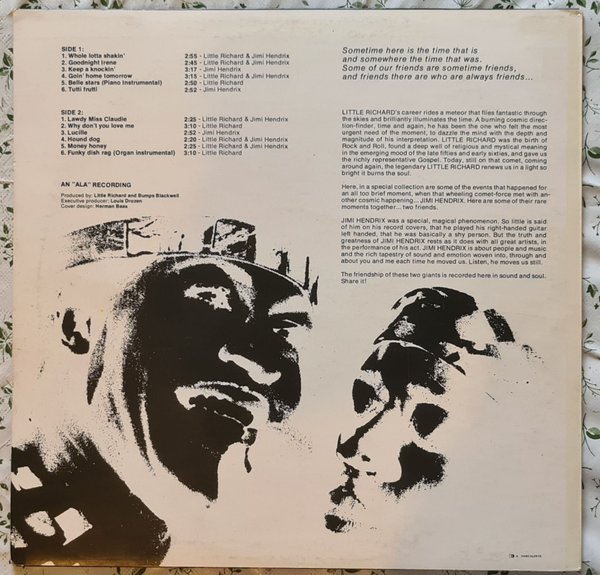 SIDE 1:
1. Whole lotta shakin' 2:55 - Little Richard & Jimi Hendrix
2. Goodnight Irene 2:45 - Little Richard & Jimi Hendrix
3. Keep a knockin' 3:17 - Jimi Hendrix
4. Goin' home tomorrow 3:15 - Little Richard & Jimi Hendrix
5. Belle stars (Piano Instrumental) 2:50 - Little Richard
6. Tutti frutti 2:52 - Jimi Hendrix
SIDE 2:
1. Lawdy Miss Claudie 2:25 - Little Richard & Jimi Hendrix
2. Why don't you love me 3:10 - Little Richard
3. Lucille 2:52 - Jimi Hendrix
4. Hound dog 2:20 - Little Richard & Jimi Hendrix
5. Money honey 2:25 - Little Richard & Jimi Hendrix
6. Funky dish rag (Organ instrumental) 3:10 - Little Richard
AN "ALA" RECORDING
Produced by: Little Richard and Bumps Blackwell
Executive producer: Louis Drozen
Cover design: Herman Bass
Sometime here is the time that is
and somewhere the time that was.
Some of our friends are sometime friends,
and friends there are who are always friends...
LITTLE RICHARD's career rides a meteor that flies fantastic through
the skies and brilliantly illuminates the time. A burning cosmic direc-
tion-finder, time and again, he has been the one who felt the most
urgent need of the moment, to dazzle the mind with the depth and
magnitude of his interpretation. LITTLE RICHARD was the birth of
Rock and Roll, found a deep well of religious and mystical meaning
in the emerging mood of the late fifties and early sixties, and gave us
the richly representative Gospel. Today, still on that comet, coming
around again, the legendary LITTLE RICHARD renews us in a light so
bright it burns the soul.
Here, in a special collection are some of the events that happened for
an all too brief moment, when that wheeling comet-force met with an-
other cosmic happening... JIMI HENDRIX. Here are some of their rare
moments together... two friends.
JIMI HENDRIX was a special, magical phenomenon. So little is said
of him on his record covers, that he played his right-handed guitar
left handed, that he was basically a shy person. But the truth and
greatness of JIMI HENDRIX rests as it does with all great artists, in
the performance of his act. JIMI HENDRIX is about people and music
and the rich tapestry of sound and emotion woven into, through and
about you and me each time he moved us. Listen, he moves us still.
The friendship of these two giants is recorded here in sound and soul.
Share it!